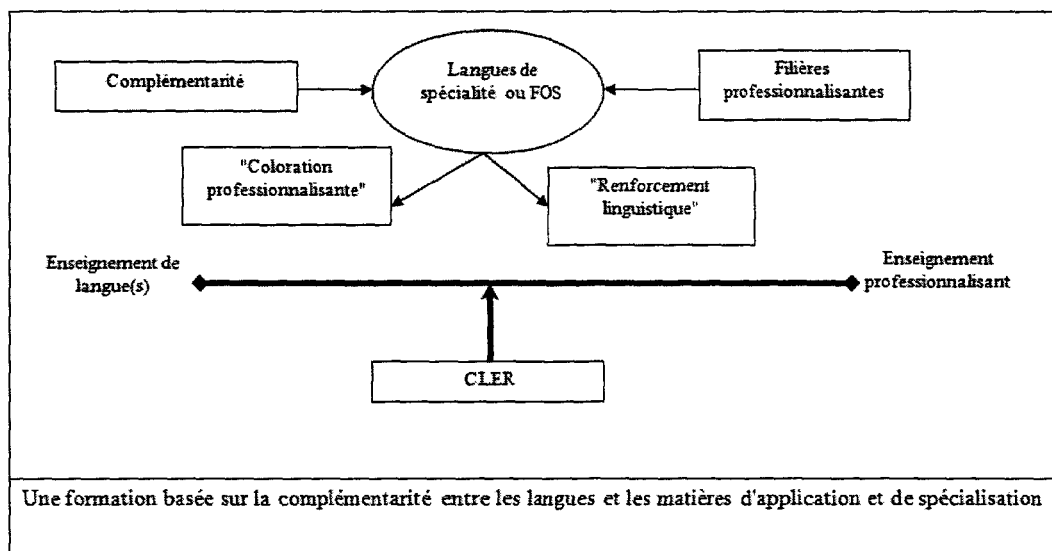 Complémentarité
Langues de
spécialité ou FOS
Filières
professionnalisantes
"Coloration
professionnalisante"
"Renforcement
linguistique"
Enseignement de
langue(s)
Enseignement
professionnalisant
CLER
Une formation basée sur la complémentarité entre les langues et les matières d'application et de spécialisation